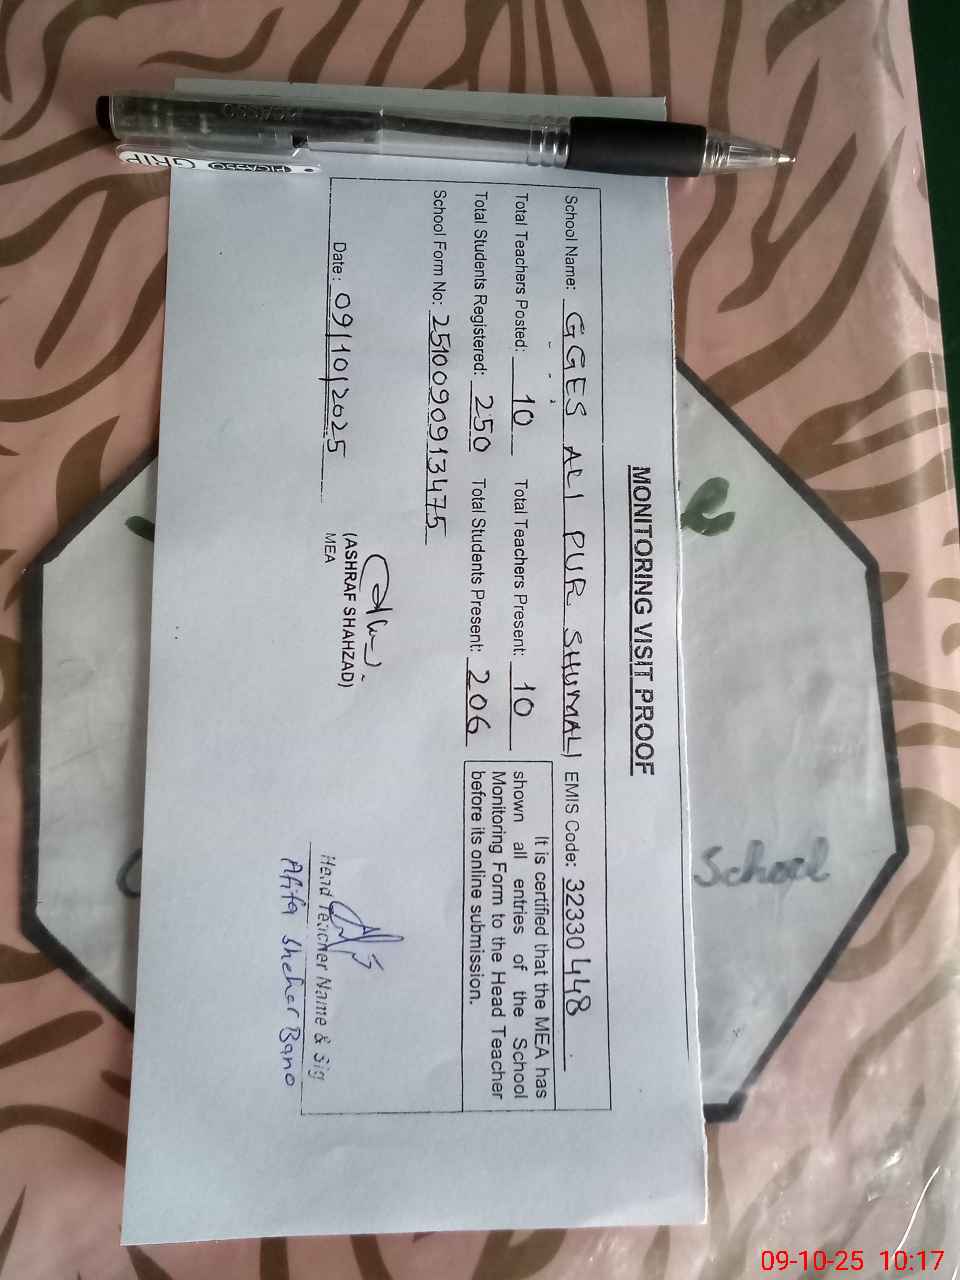 MONITORING VISIT PROOF
School Name: GGES ALI PUR SHUMALI EMIS Code: 32330448
Total Teachers Posted: 10 Total Teachers Present: 10
Total Students Registered: 250 Total Students Present: 206
School Form No: 2510090913475
It is certified that the MEA has
shown all entries of the School
Monitoring Form to the Head Teacher
before its online submission.
Date: 09/10/2025
(ASHRAF SHAHZAD)
MEA
Head Teacher Name & Sig
Afifa Sheher Bano
School
PICASSO
PICASSO GRIP
09-10-25 10:17